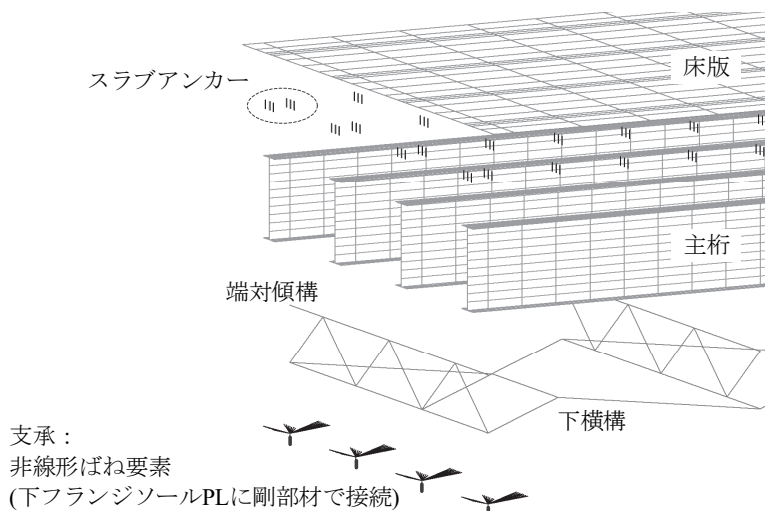 床版
スラブアンカー
主桁
端対傾構
下横構
支承：
非線形ばね要素
(下フランジソールPLに剛部材で接続)